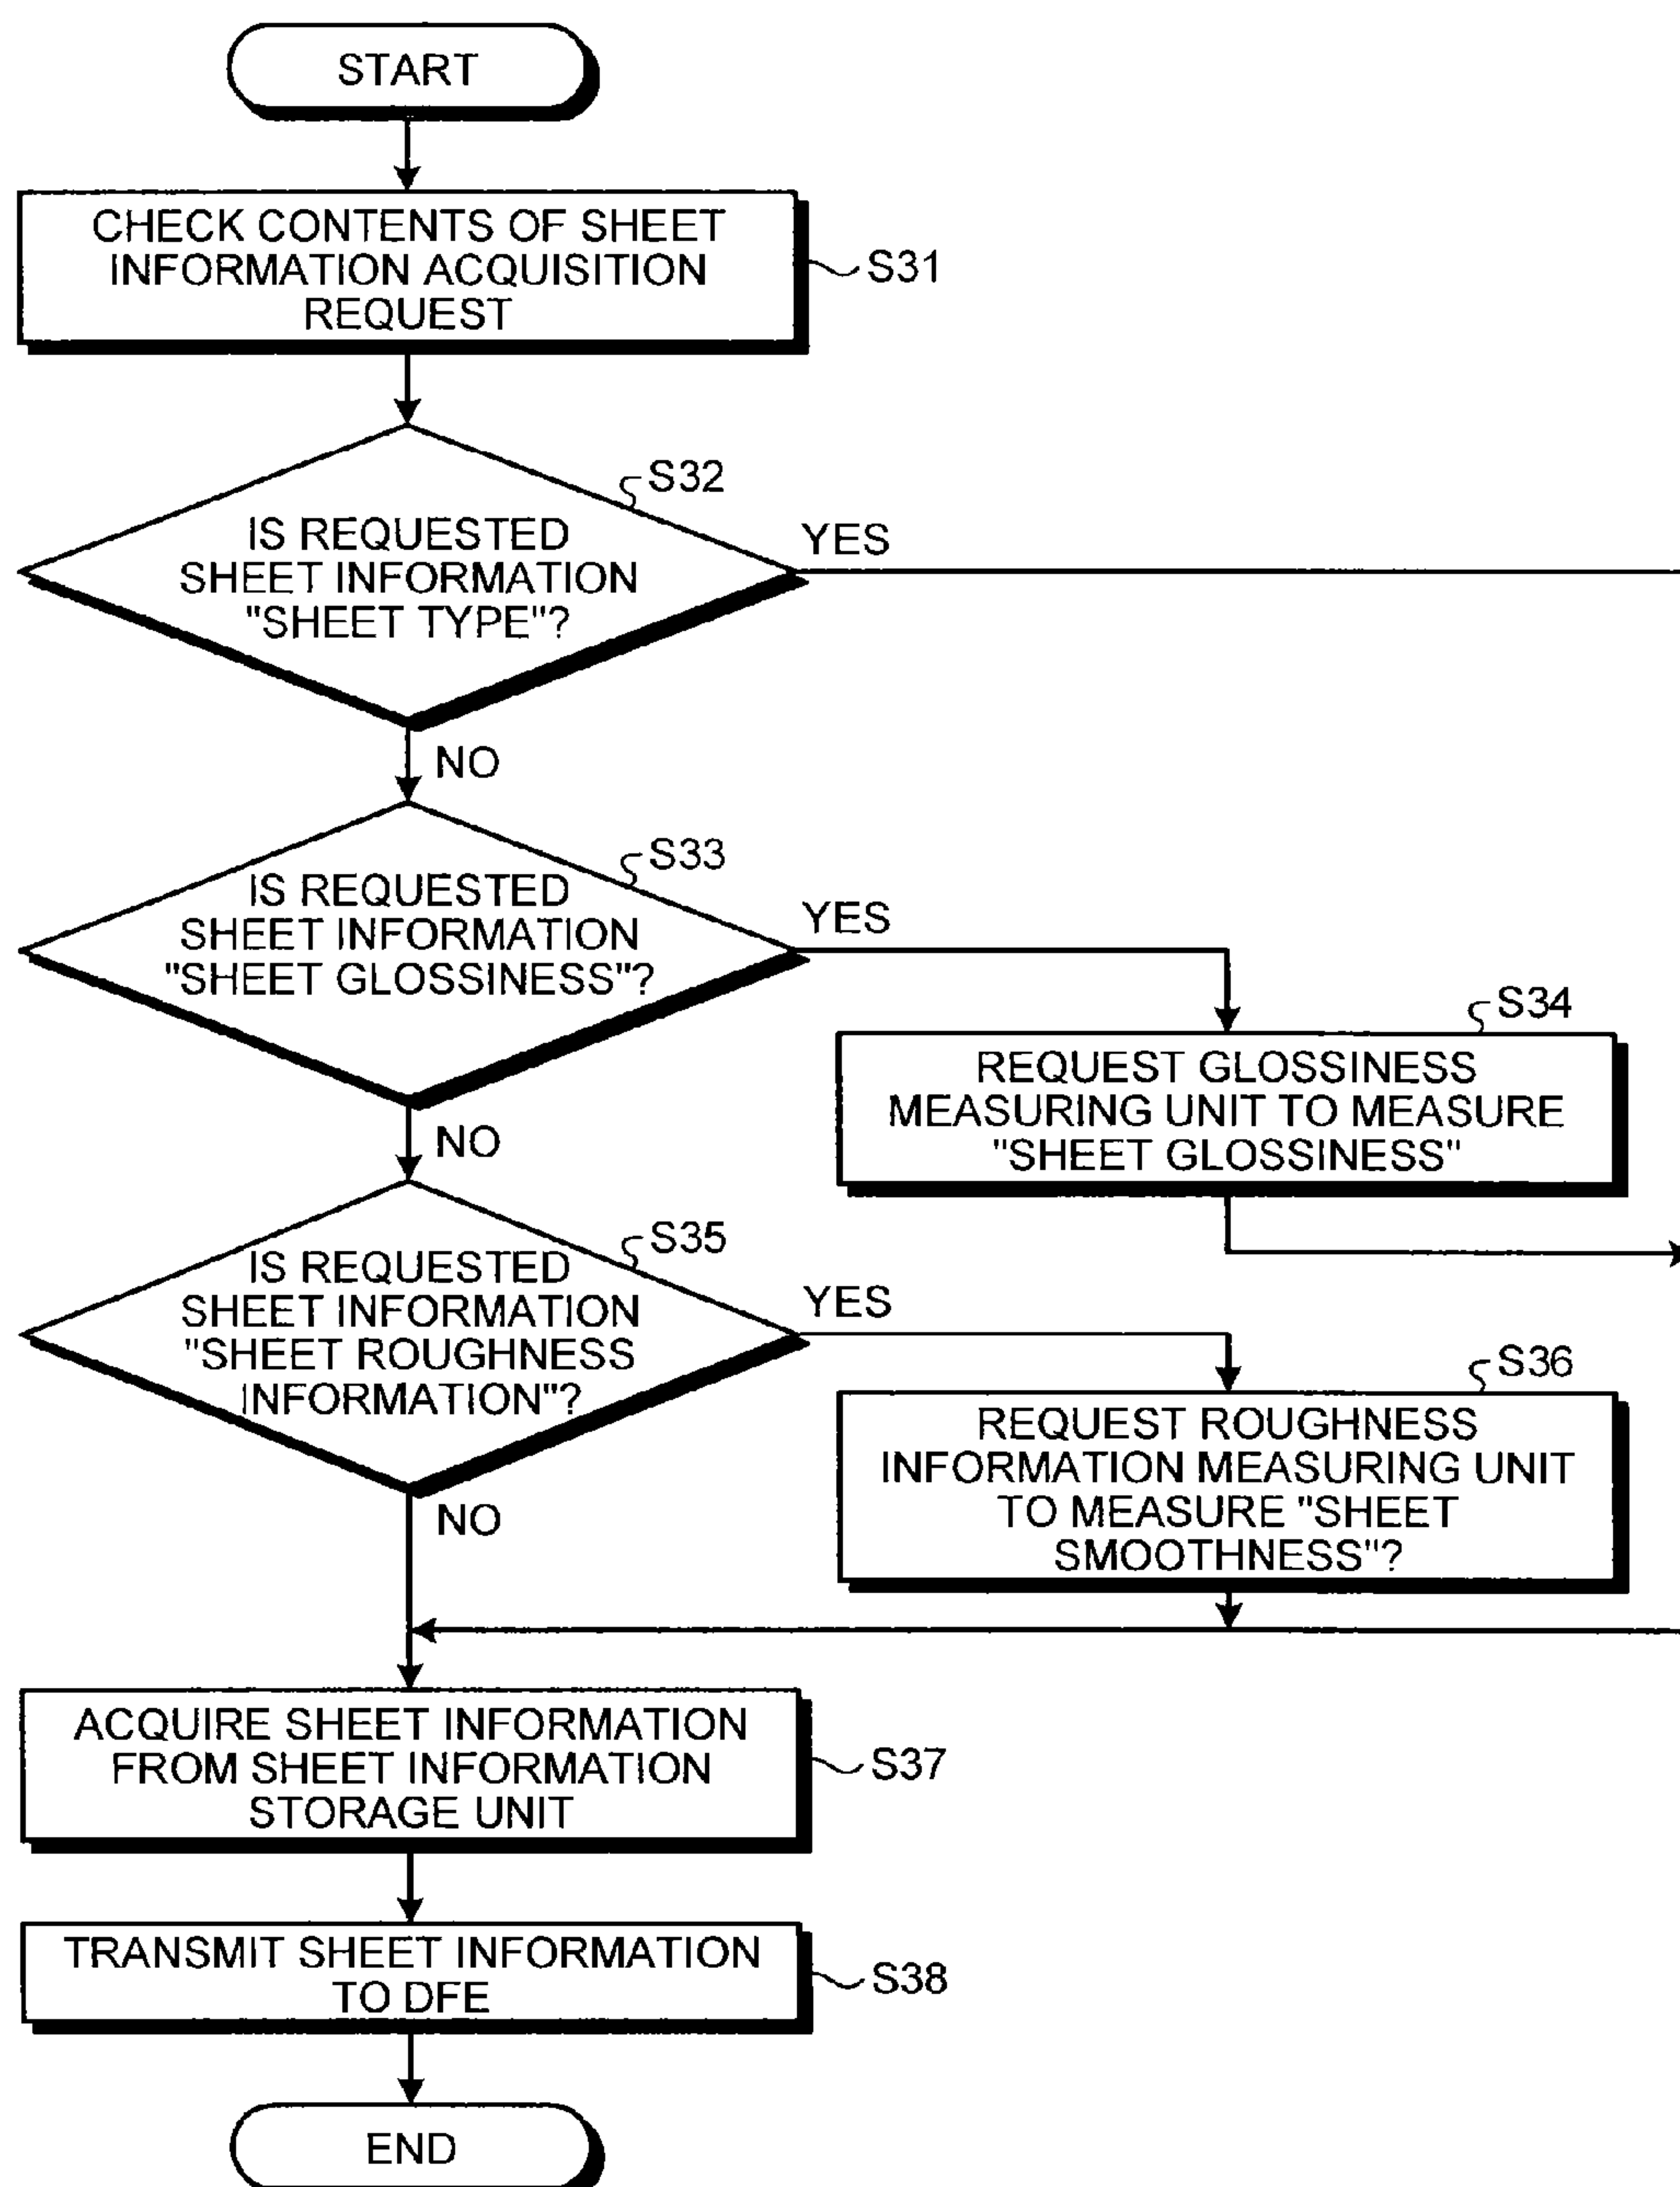 START
CHECK CONTENTS OF SHEET
INFORMATION ACQUISITION
REQUEST
S31
S32
IS REQUESTED
SHEET INFORMATION
"SHEET TYPE"?
YES
NO
S33
IS REQUESTED
SHEET INFORMATION
"SHEET GLOSSINESS"?
YES
NO
S34
REQUEST GLOSSINESS
MEASURING UNIT TO MEASURE
"SHEET GLOSSINESS"
S35
IS REQUESTED
SHEET INFORMATION
"SHEET ROUGHNESS
INFORMATION"?
YES
NO
S36
REQUEST ROUGHNESS
INFORMATION MEASURING UNIT
TO MEASURE "SHEET
SMOOTHNESS"?
ACQUIRE SHEET INFORMATION
FROM SHEET INFORMATION
STORAGE UNIT
S37
TRANSMIT SHEET INFORMATION
TO DFE
S38
END